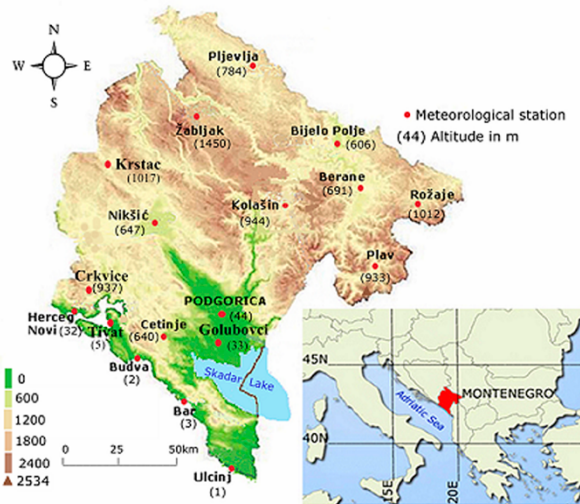 N
W E
S
Pljevlja
(784)
Meteorological station
(44) Altitude in m
Žabljak
(1450)
Bijelo Polje
(606)
Krstac
(1017)
Berane
(691)
Rožaje
(1012)
Kolašin
(944)
Nikšić
(647)
Plav
(933)
Crkvice
(937)
PODGORICA
(44)
Herceg
Novi (32)
Tivat
(5)
Cetinje
(640)
Golubovci
(33)
Budva
(2)
Skadar Lake
Bar
(3)
Ulcinj
(1)
0
600
1200
1800
2400
2534
0 25 50km
45N
MONTENEGRO
Adriatic Sea
40N
15E
20E